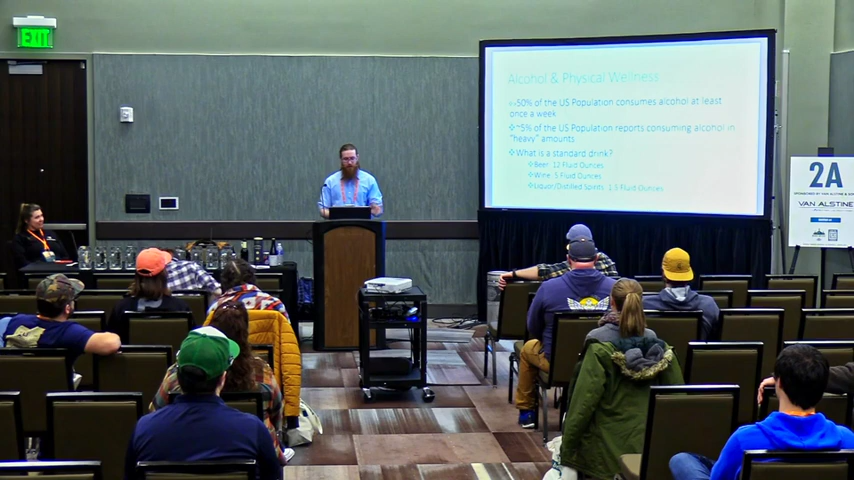 EXIT
Alcohol & Physical Wellness...
~50% of the US Population consumes alcohol at least
once a week
~5% of the US Population reports consuming alcohol in
"heavy" amounts
What is a standard drink?
Beer: 12 Fluid Ounces
Wine: 5 Fluid Ounces
Liquor/Distilled Spirits: 1.5 Fluid Ounces
2A
VAN ALSTINE